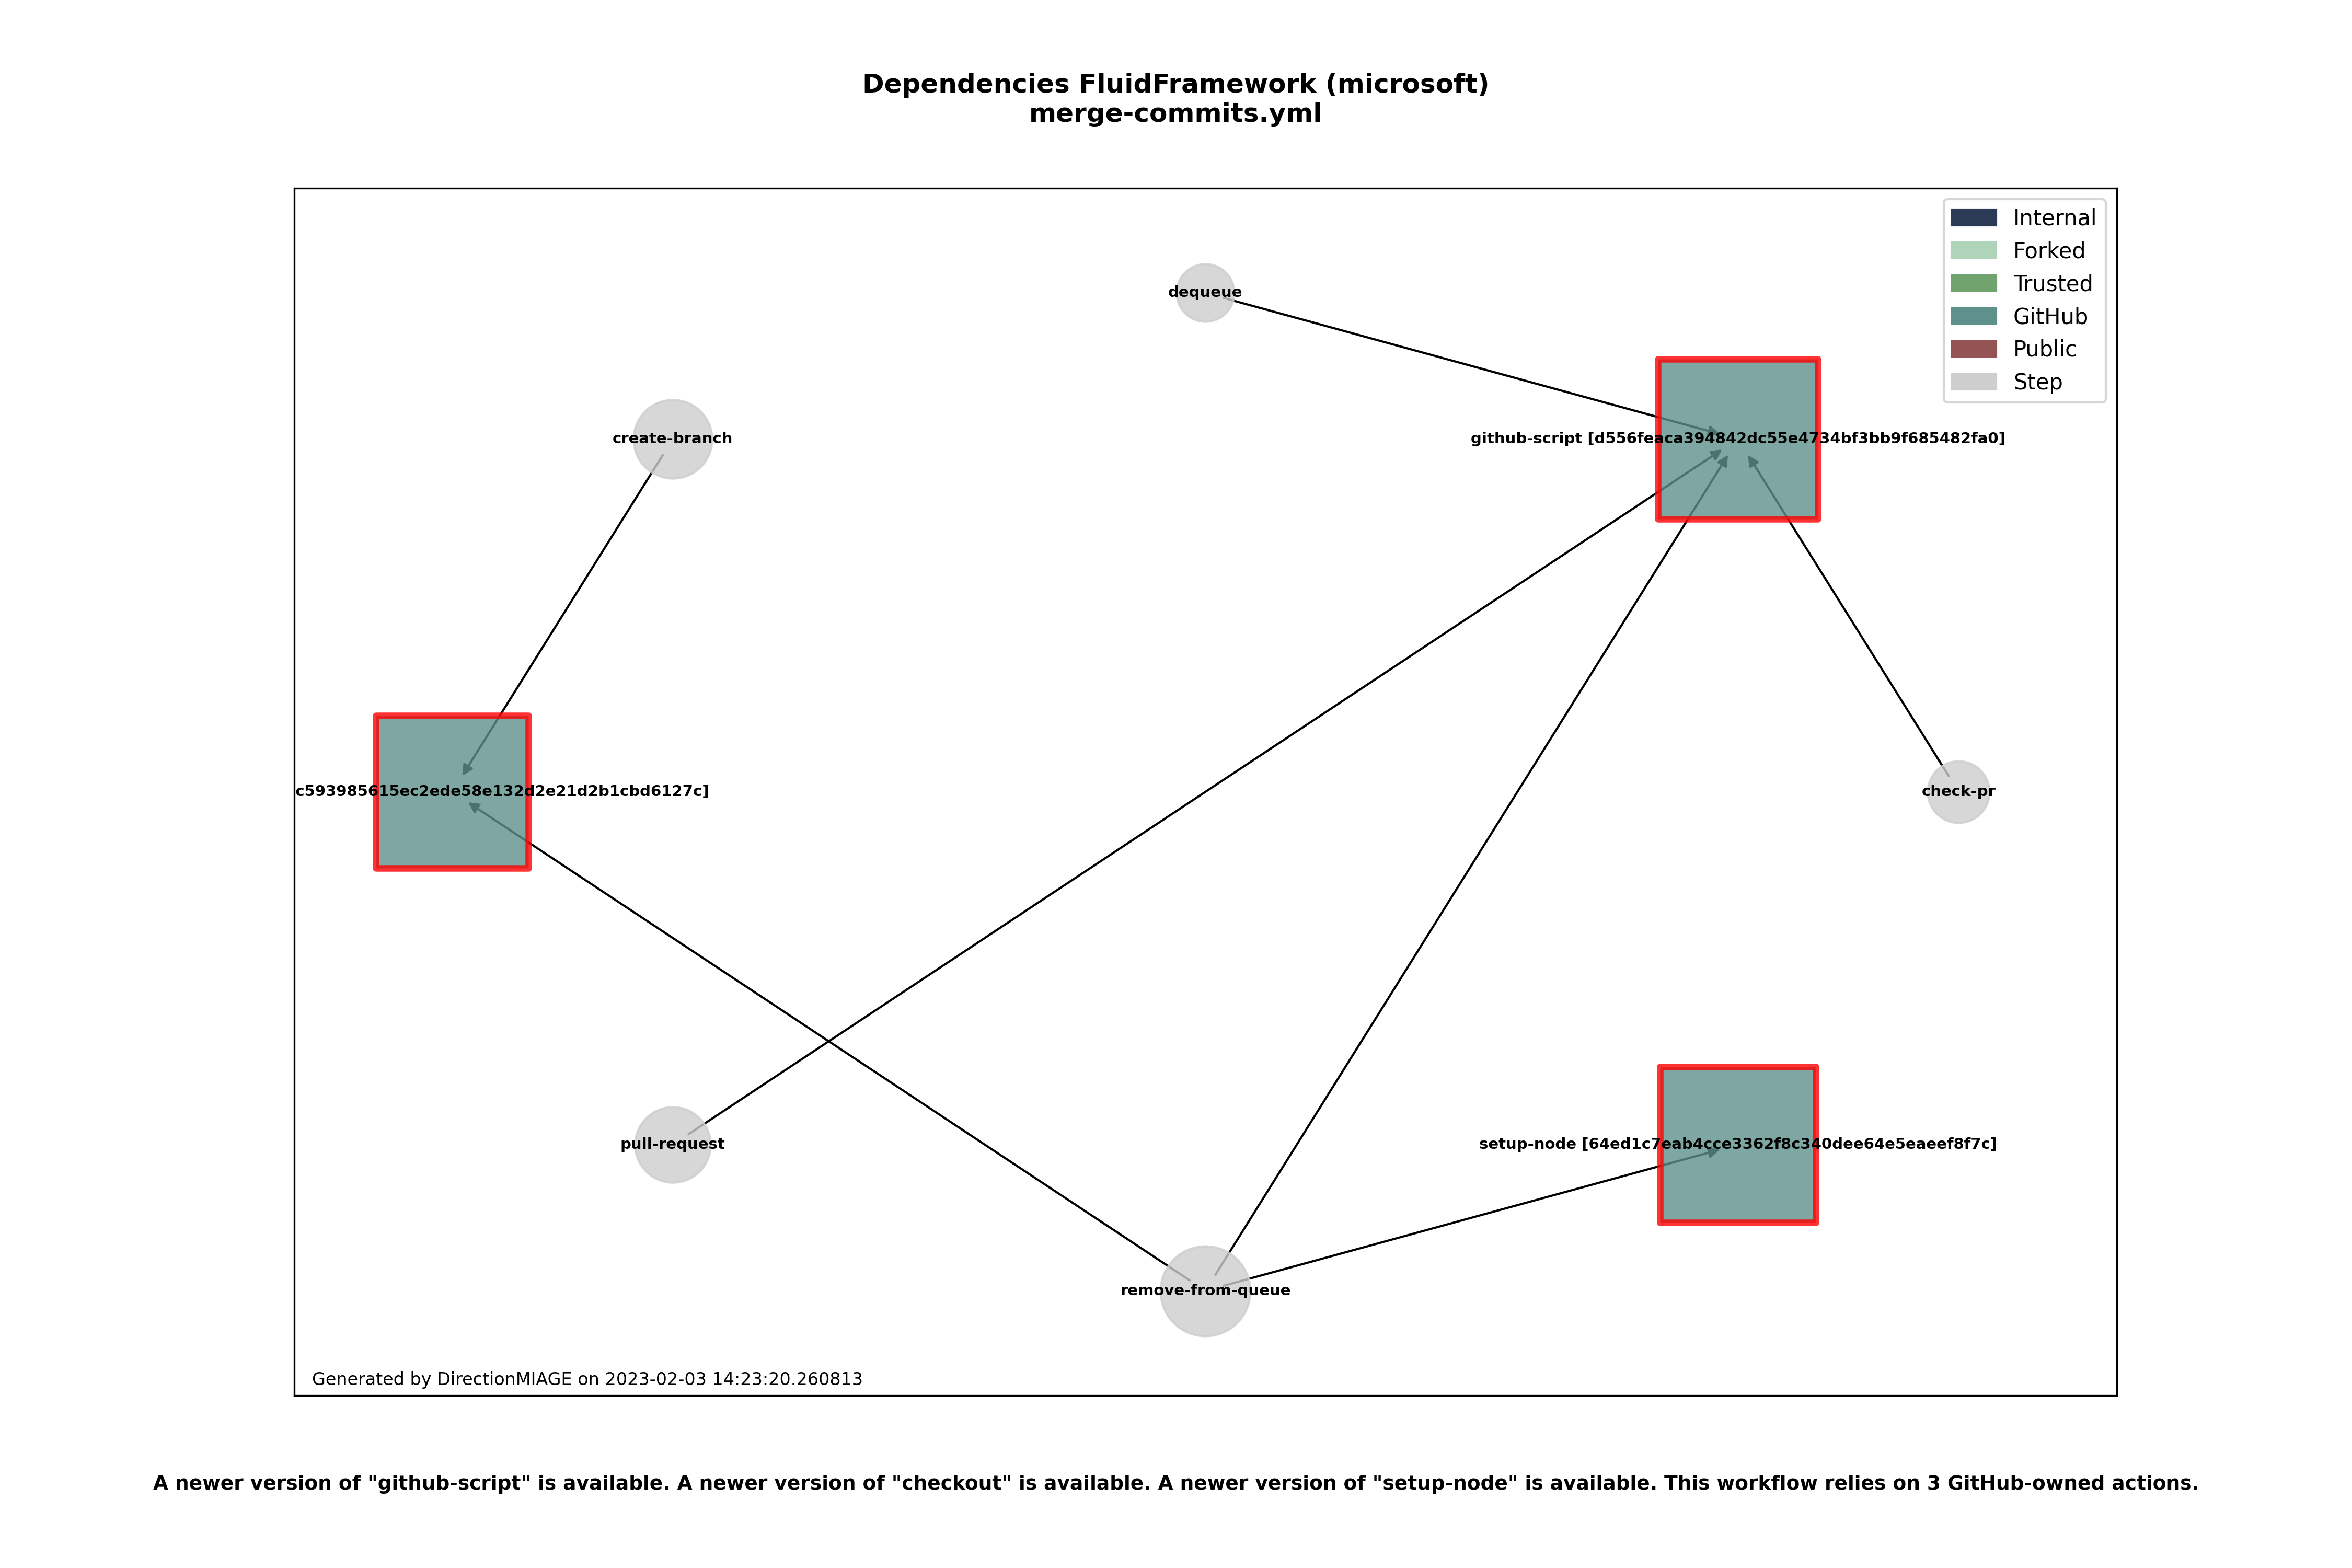 Dependencies FluidFramework (microsoft)
merge-commits.yml
Internal
Forked
Trusted
GitHub
Public
Step
dequeue
create-branch
github-script [d556feaca394842dc55e4734bf3bb9f685482fa0]
c593985615ec2ede58e132d2e21d2b1cbd6127c]
check-pr
pull-request
setup-node [64ed1c7eab4cce3362f8c340dee64e5eaeef8f7c]
remove-from-queue
Generated by DirectionMIAGE on 2023-02-03 14:23:20.260813
A newer version of "github-script" is available. A newer version of "checkout" is available. A newer version of "setup-node" is available. This workflow relies on 3 GitHub-owned actions.